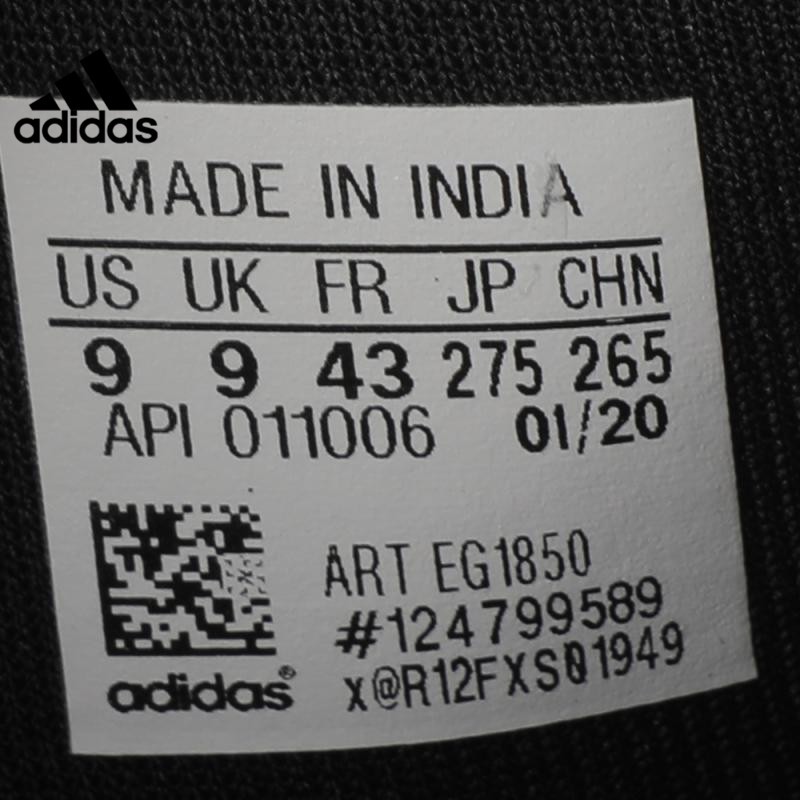 adidas
MADE IN INDIA
US UK FR JP CHN
9 9 43 275 265
API 011006 01/20
ART EG1850
#124799589
x@R12FXS01949
adidas®